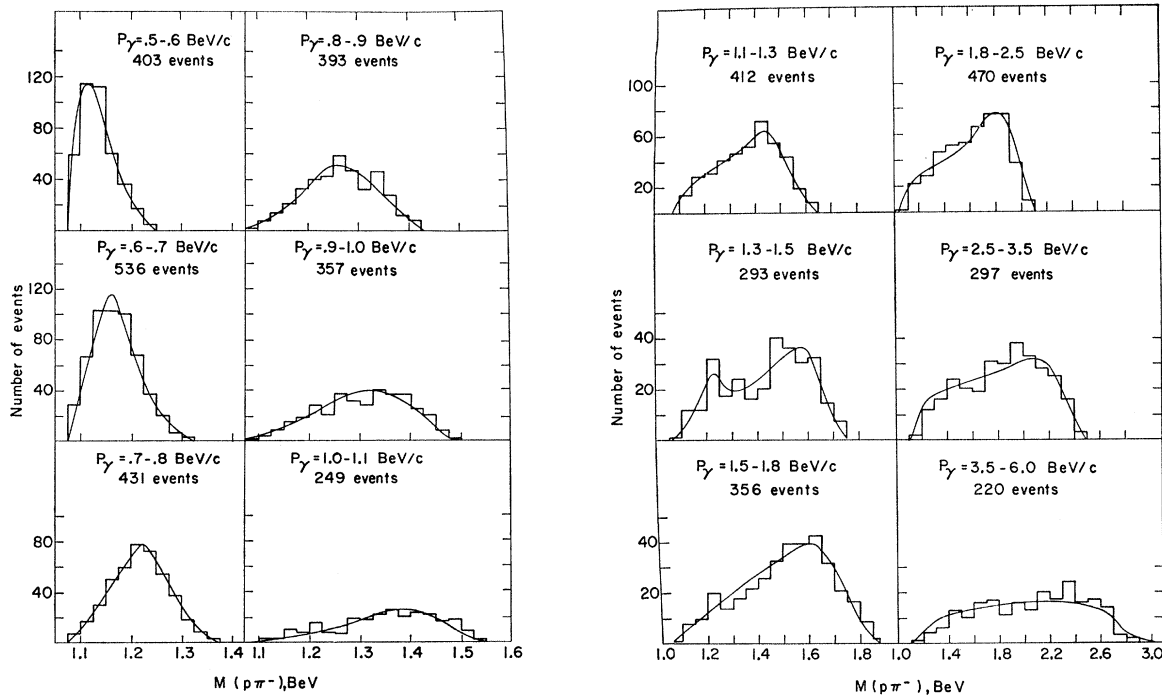 Pγ =.5-.6 BeV/c
403 events
Pγ =.8-.9 BeV/c
393 events
120
80
40
Pγ =.6-.7 BeV/c
536 events
Pγ =.9-1.0 BeV/c
357 events
120
80
40
Pγ =.7-.8 BeV/c
431 events
Pγ =1.0-1.1 BeV/c
249 events
80
40
Number of events
1.1 1.2 1.3 1.4 1.1 1.2 1.3 1.4 1.5 1.6
M (pπ⁻),BeV
Pγ =1.1-1.3 BeV/c
412 events
Pγ =1.8-2.5 BeV/c
470 events
100
60
20
Pγ =1.3-1.5 BeV/c
293 events
Pγ =2.5-3.5 BeV/c
297 events
40
20
Pγ =1.5-1.8 BeV/c
356 events
Pγ =3.5-6.0 BeV/c
220 events
40
20
Number of events
1.0 1.4 1.8 1.0 1.4 1.8 2.2 2.6 3.0
M (pπ⁻), BeV